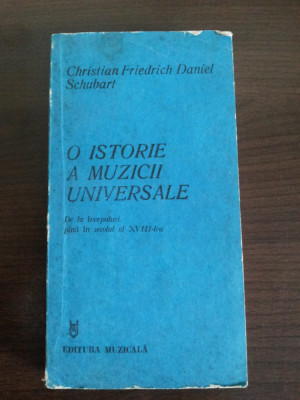 Christian Friedrich Daniel
Schubart
O ISTORIE
A MUZICII
UNIVERSALE
De la începuturi
pînă în secolul al XVIII-lea
EDITURA MUZICALĂ